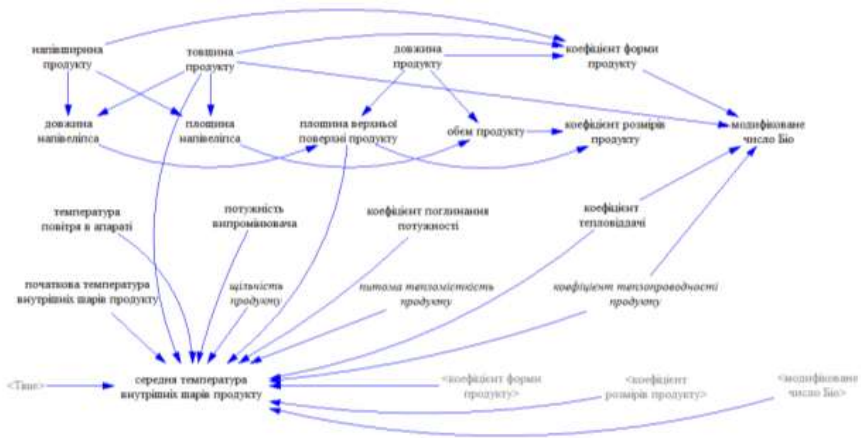 напівширина
продукту
товшина
продукту
довжина
продукту
коефіцієнт форми
продукту
довжина
напівеліпса
площина
напівеліпса
площина верхньої
поверхні продукту
обєм продукту
коефіцієнт розмірів
продукту
модифіковане
число Біо
температура
повітря в апараті
потужність
випромінювача
коефіцієнт поглинання
потужності
коефіцієнт
тепловіддачі
початкова температура
внутрішніх шарів продукту
щільність
продукту
питома тепломісткість
продукту
коефіцієнт теплопроводності
продукту
<Time>
середня температура
внутрішніх шарів продукту
<коефіцієнт форми
продукту>
<коефіцієнт
розмірів продукту>
<модифіковане
число Біо>